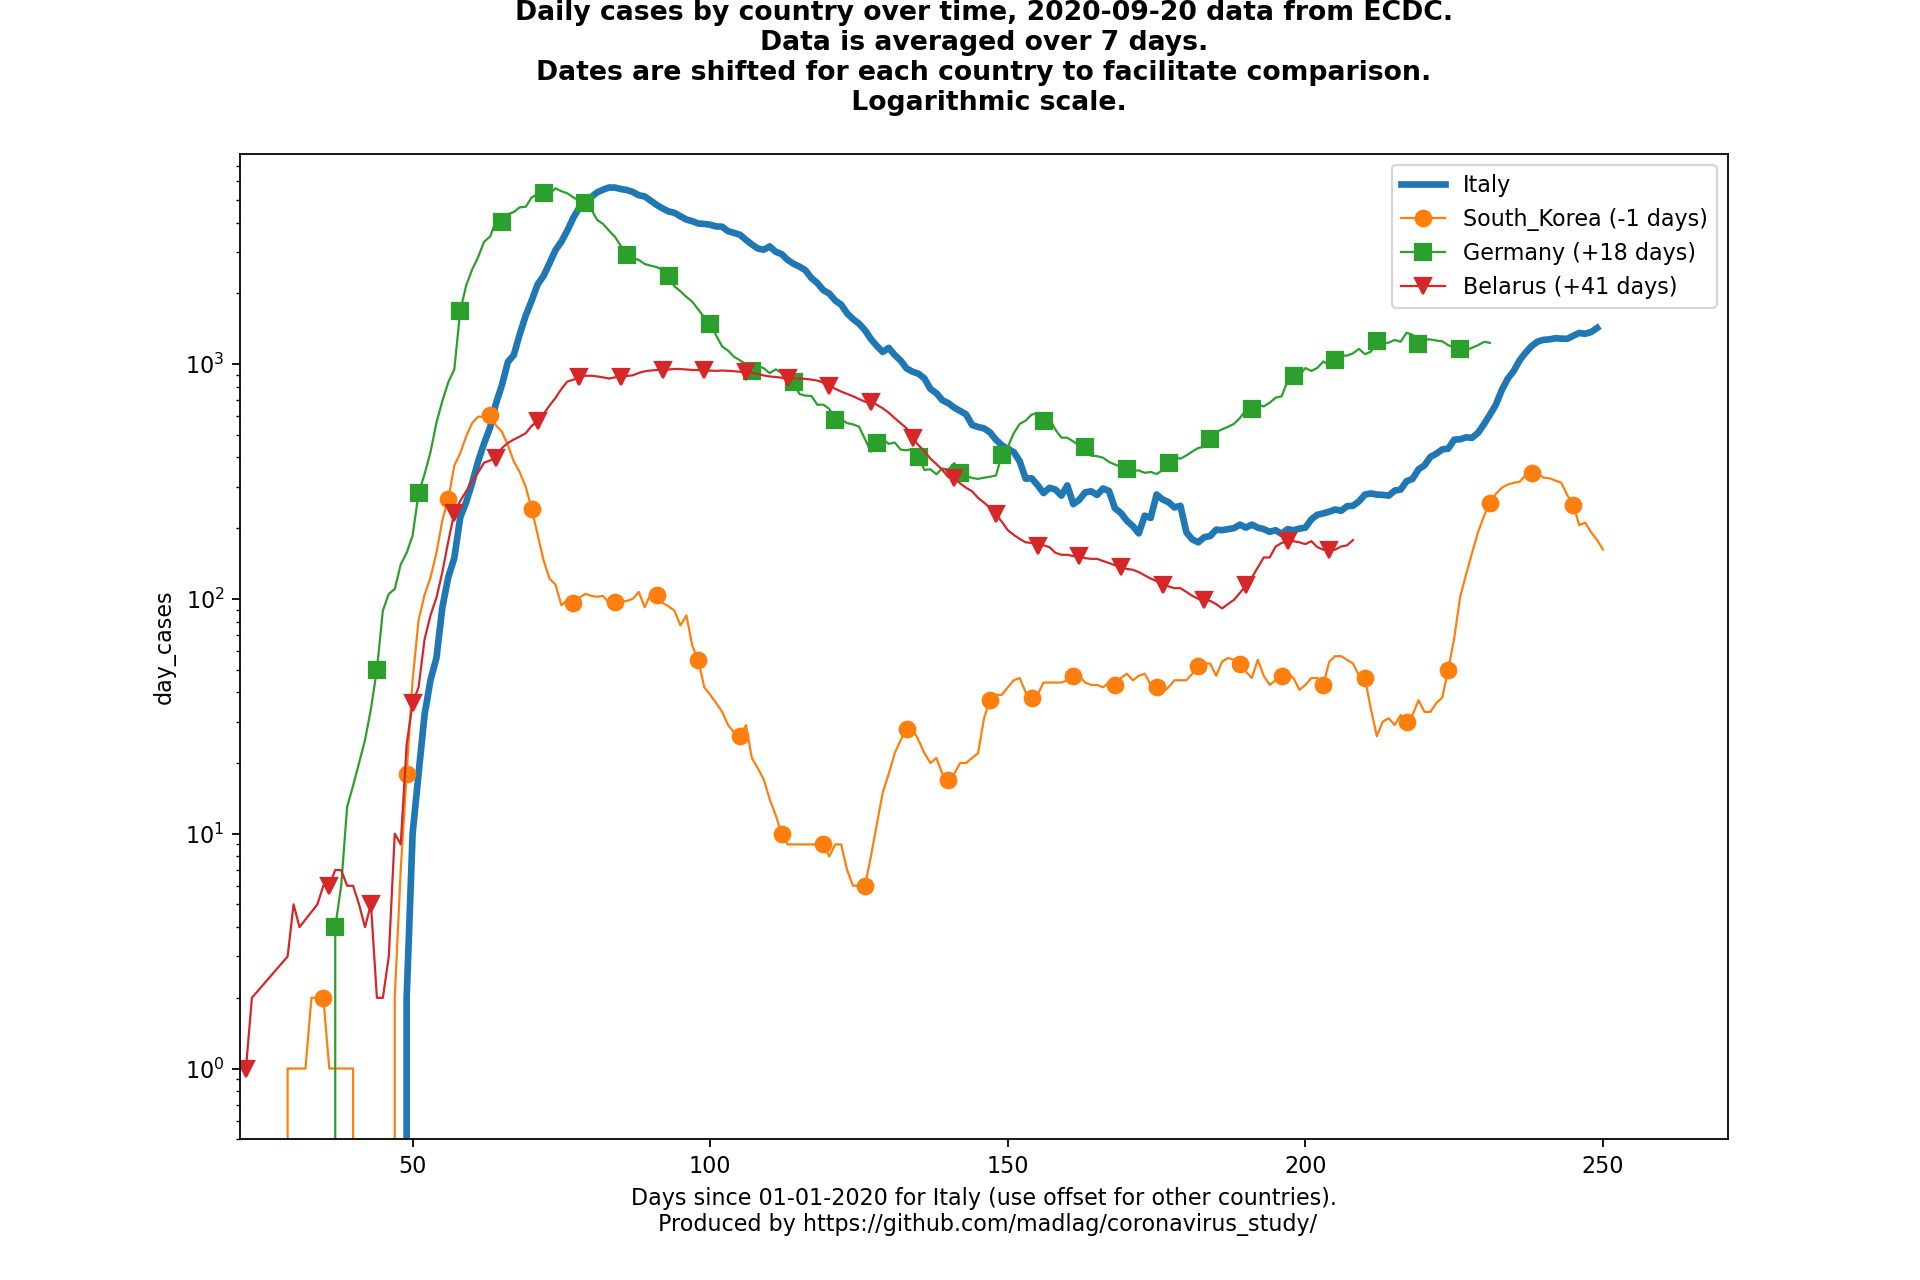 Daily cases by country over time, 2020-09-20 data from ECDC.
Data is averaged over 7 days.
Dates are shifted for each country to facilitate comparison.
Logarithmic scale.
Italy
South_Korea (-1 days)
Germany (+18 days)
Belarus (+41 days)
day_cases
10³
10²
10¹
10⁰
50 100 150 200 250
Days since 01-01-2020 for Italy (use offset for other countries).
Produced by https://github.com/madlag/coronavirus_study/